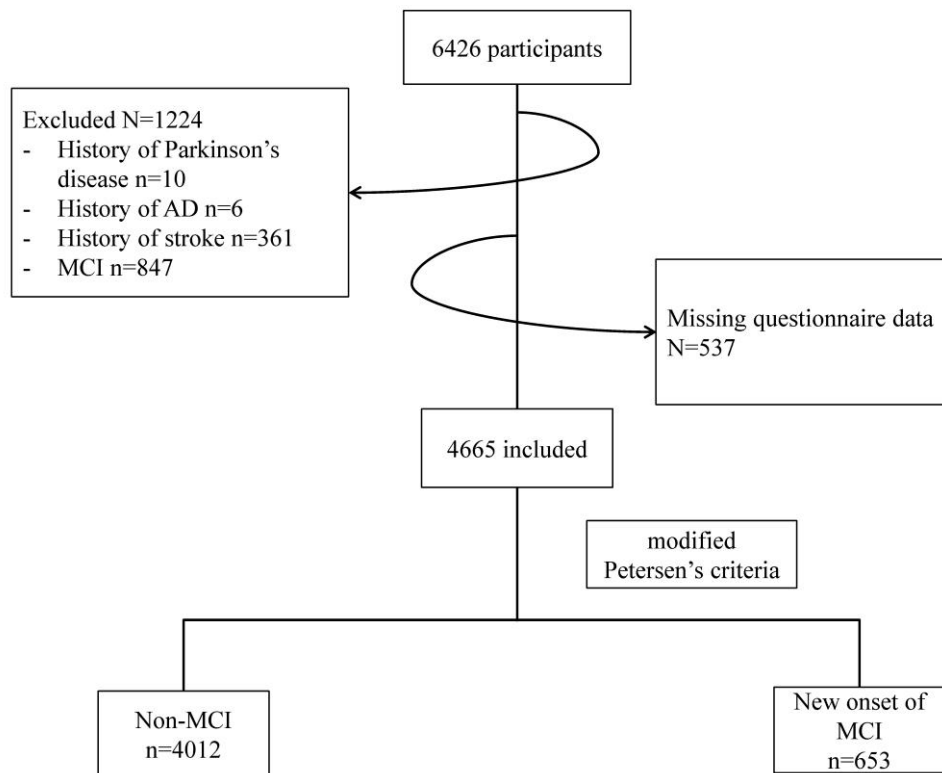 6426 participants
Excluded N=1224
- History of Parkinson's
disease n=10
- History of AD n=6
- History of stroke n=361
- MCI n=847
Missing questionnaire data
N=537
4665 included
modified
Petersen's criteria
Non-MCI
n=4012
New onset of
MCI
n=653